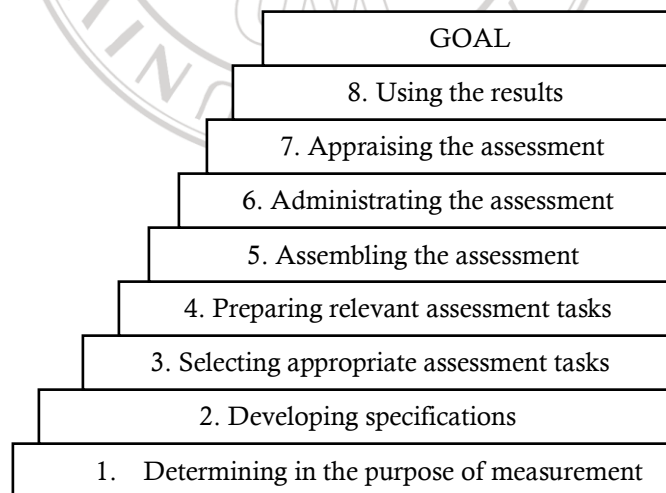 GOAL
8. Using the results
7. Appraising the assessment
6. Administrating the assessment
5. Assembling the assessment
4. Preparing relevant assessment tasks
3. Selecting appropriate assessment tasks
2. Developing specifications
1. Determining in the purpose of measurement